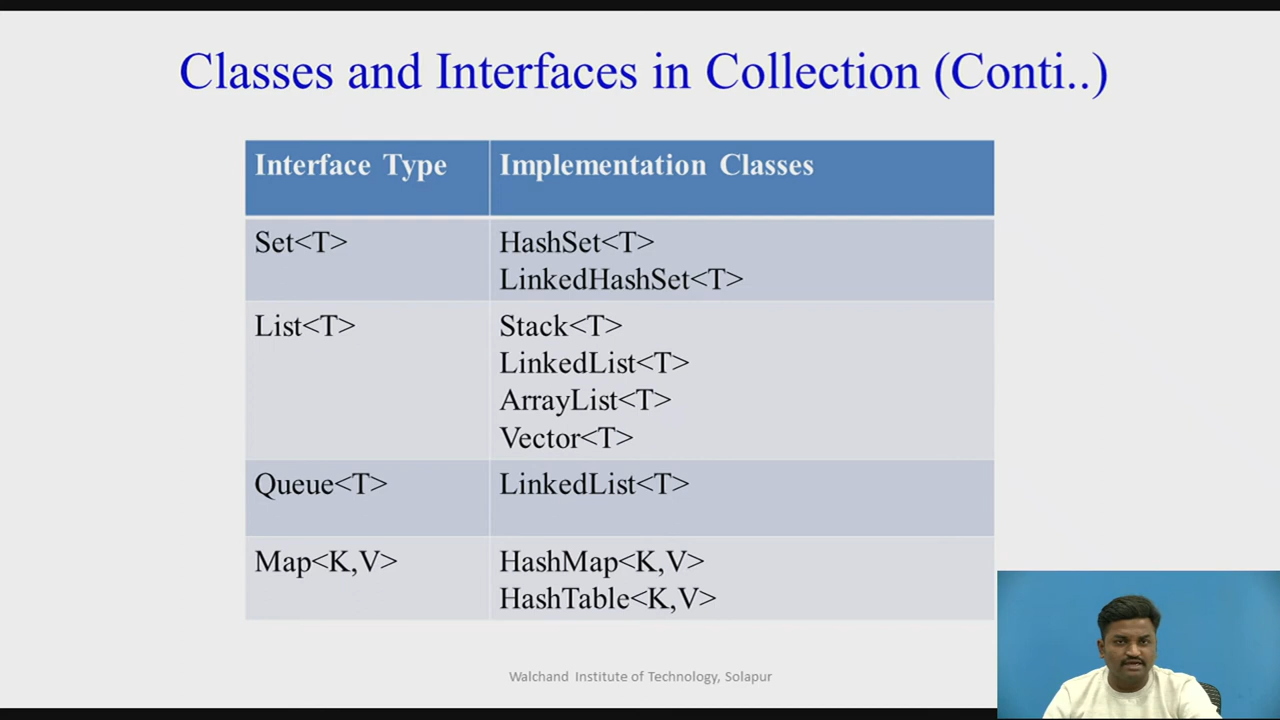 Classes and Interfaces in Collection (Conti..)
Interface Type
Implementation Classes
Set<T>
HashSet<T>
LinkedHashSet<T>
List<T>
Stack<T>
LinkedList<T>
ArrayList<T>
Vector<T>
Queue<T>
LinkedList<T>
Map<K,V>
HashMap<K,V>
HashTable<K,V>
Walchand Institute of Technology, Solapur